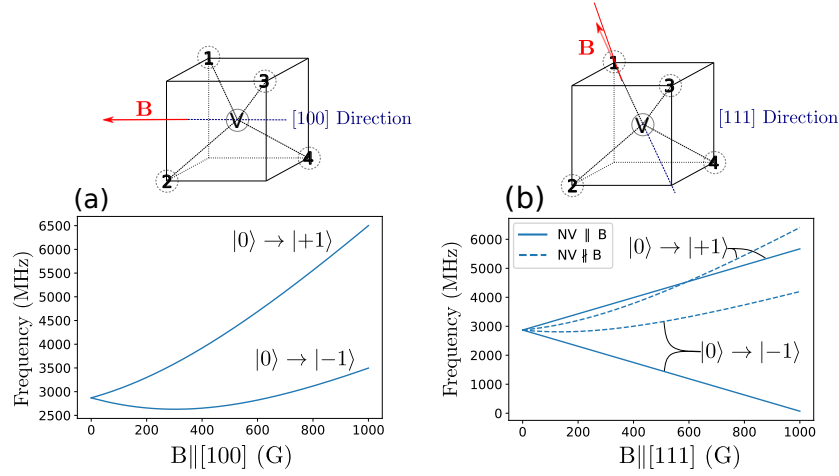 1
3
B
V
[100] Direction
2
4
(a)
6500
6000
5500
5000
4500
4000
3500
3000
2500
Frequency (MHz)
|0⟩ → |+1⟩
|0⟩ → |−1⟩
0
200
400
600
800
1000
B∥[100] (G)
B
1
3
V
[111] Direction
2
4
(b)
NV ∥ B
NV ∦ B
6000
5000
4000
3000
2000
1000
0
Frequency (MHz)
|0⟩ → |+1⟩
|0⟩ → |−1⟩
0
200
400
600
800
1000
B∥[111] (G)